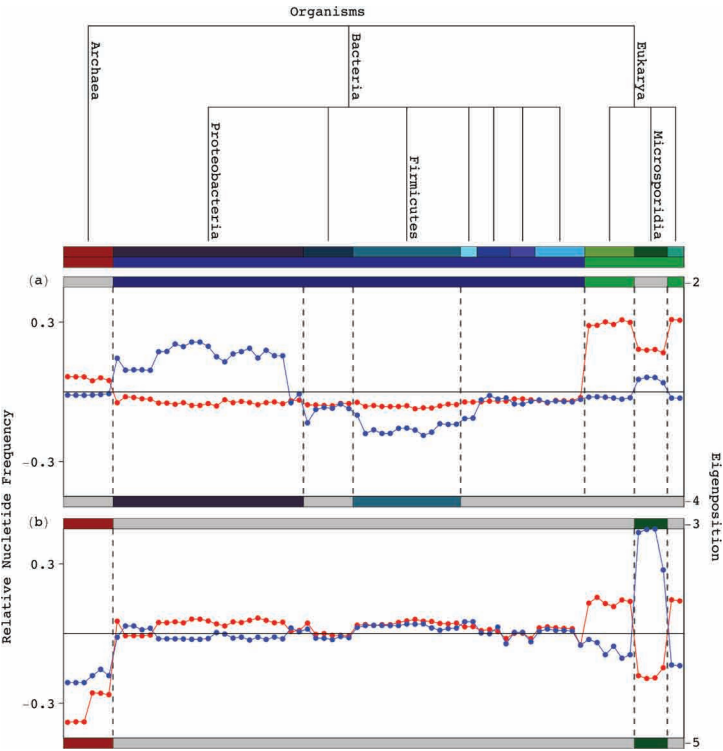 Organisms
Archaea
Bacteria
Eukarya
Proteobacteria
Firmicutes
Microsporidia
(a)
2
0.3
-0.3
4
(b)
3
0.3
-0.3
5
Relative Nucletide Frequency
Eigenposition